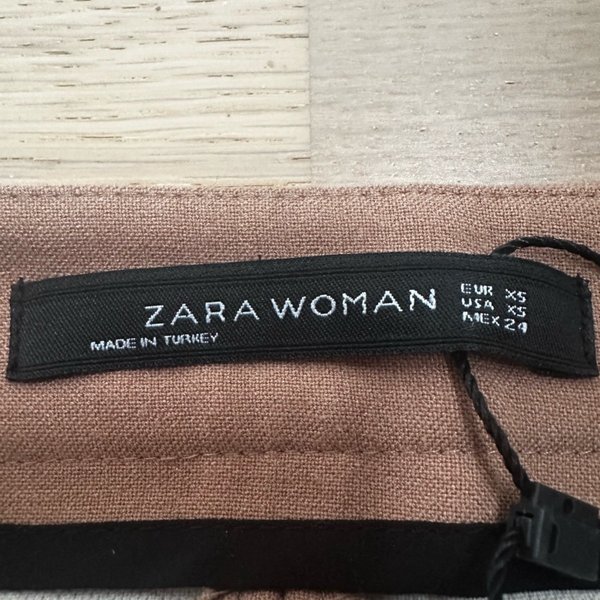 ZARA WOMAN
MADE IN TURKEY
EUR XS
USA XS
MEX 24